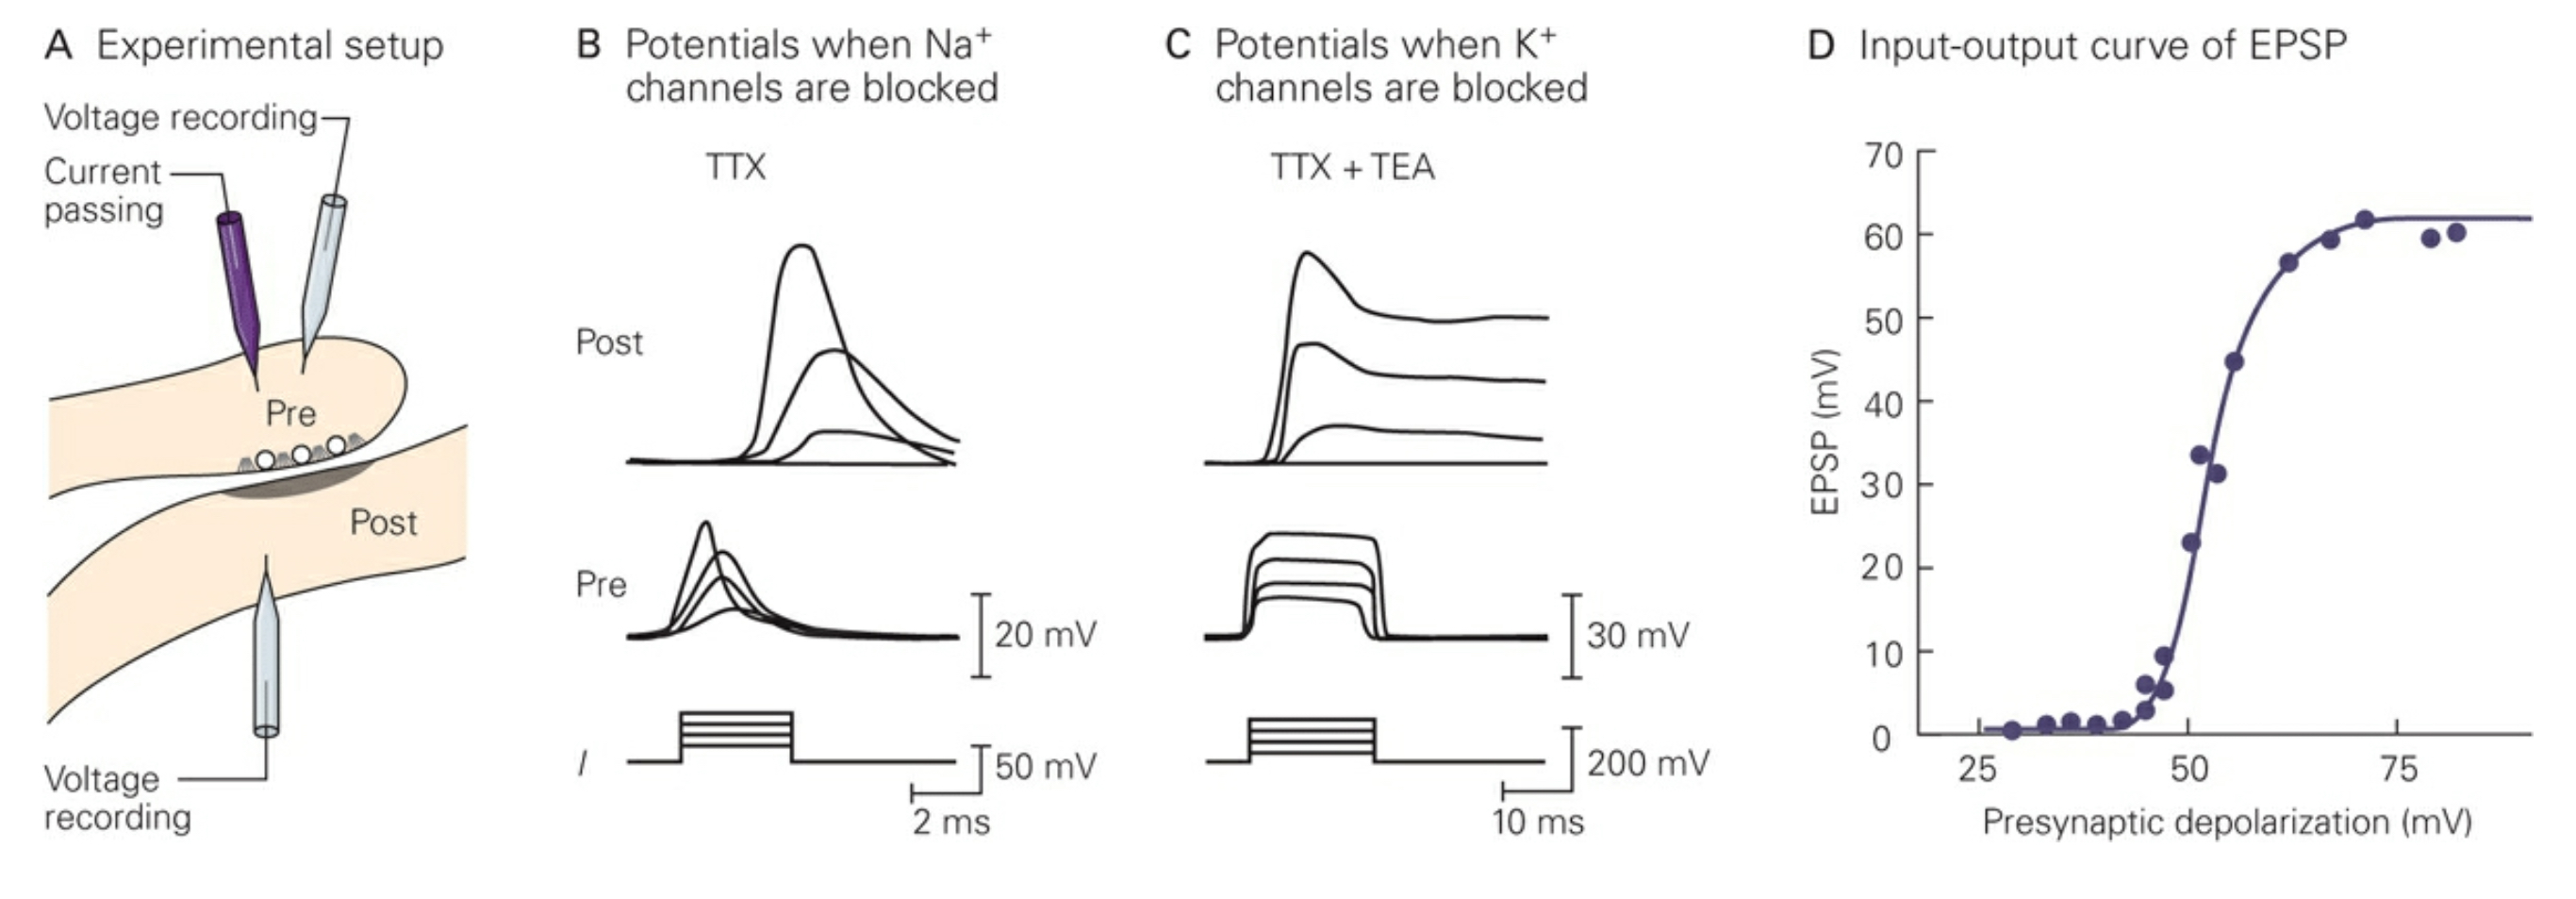 A Experimental setup
Voltage recording
Current
passing
Pre
Post
Voltage
recording
B Potentials when Na⁺
channels are blocked
TTX
Post
Pre
20 mV
I
50 mV
2 ms
C Potentials when K⁺
channels are blocked
TTX + TEA
30 mV
200 mV
10 ms
D Input-output curve of EPSP
EPSP (mV)
70
60
50
40
30
20
10
0
25 50 75
Presynaptic depolarization (mV)